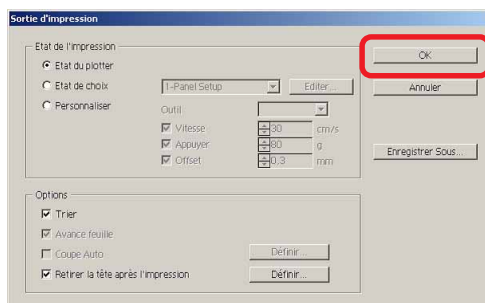 Sortie d'impression
Etat de l'impression
Etat du plotter
Etat de choix
1-Panel Setup
Editer...
Personnaliser
Outil
Vitesse
30
cm/s
Appuyer
80
g
Offset
0.3
mm
OK
Annuler
Enregistrer Sous...
Options
Trier
Avance feuille
Coupe Auto
Définir...
Retirer la tête après l'impression
Définir...